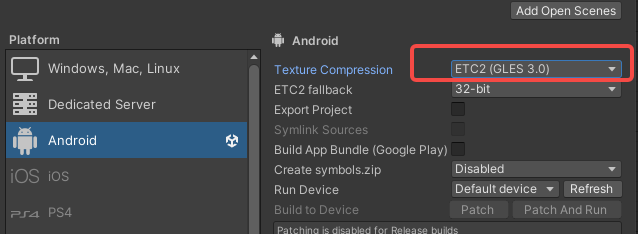 Add Open Scenes
Platform
Windows, Mac, Linux
Dedicated Server
Android
iOS iOS
PS4 PS4
Android
Texture Compression ETC2 (GLES 3.0)
ETC2 fallback 32-bit
Export Project
Symlink Sources
Build App Bundle (Google Play)
Create symbols.zip Disabled
Run Device Default device Refresh
Build to Device Patch Patch And Run
Patching is disabled for Release builds